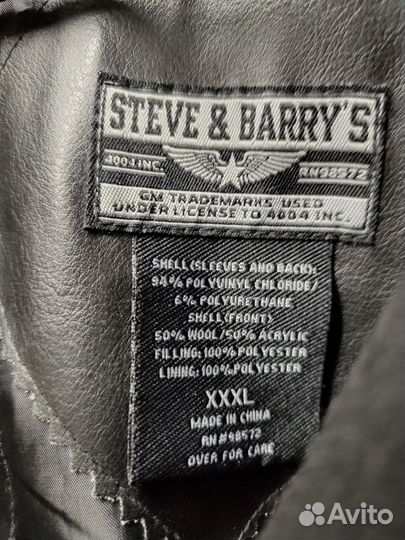 STEVE & BARRY'S
4004 INC. RN98572
GM TRADEMARKS USED
UNDER LICENSE TO 4004 INC.
SHELL(SLEEVES AND BACK):
94% POLYVINYL CHLORIDE/
6% POLYURETHANE
SHELL(FRONT)
50% WOOL/50% ACRYLIC
FILLING: 100% POLYESTER
LINING: 100% POLYESTER
XXXL
MADE IN CHINA
RN#98572
OVER FOR CARE
Avito